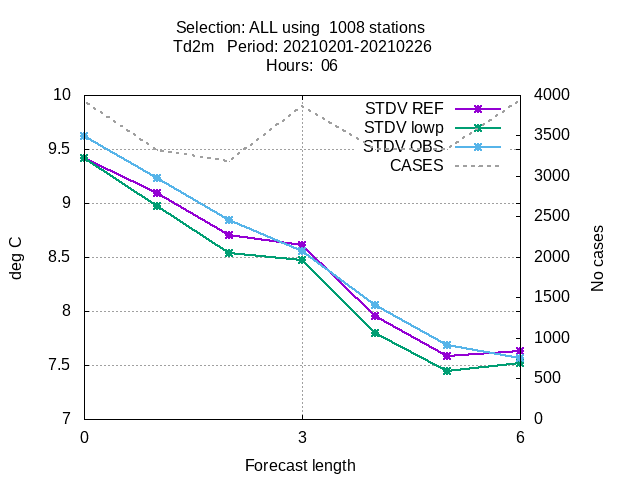 Selection: ALL using  1008 stations
Td2m   Period: 20210201-20210226
Hours:  06
10
9.5
9
8.5
8
7.5
7
deg C
STDV REF
STDV lowp
STDV OBS
CASES
4000
3500
3000
2500
2000
1500
1000
500
0
No cases
0 3 6
Forecast length